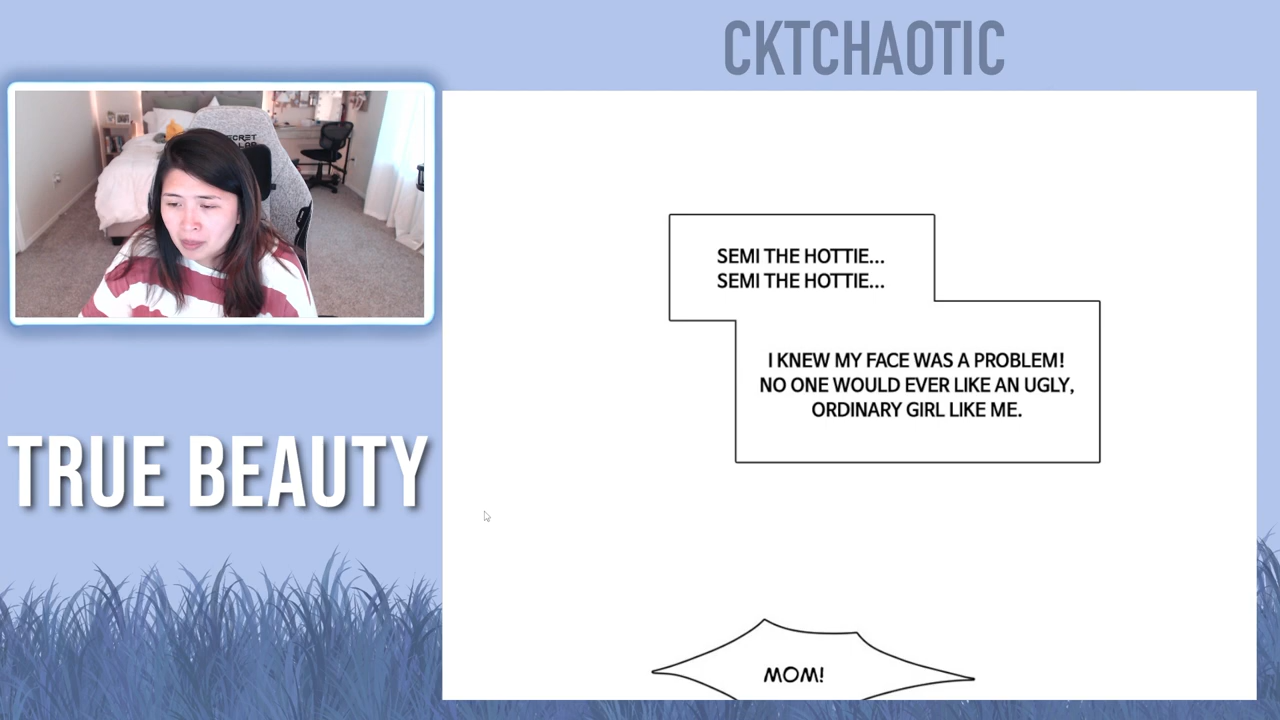 CKTCHAOTIC
SEMI THE HOTTIE...
SEMI THE HOTTIE...
I KNEW MY FACE WAS A PROBLEM!
NO ONE WOULD EVER LIKE AN UGLY,
ORDINARY GIRL LIKE ME.
MOM!
TRUE BEAUTY